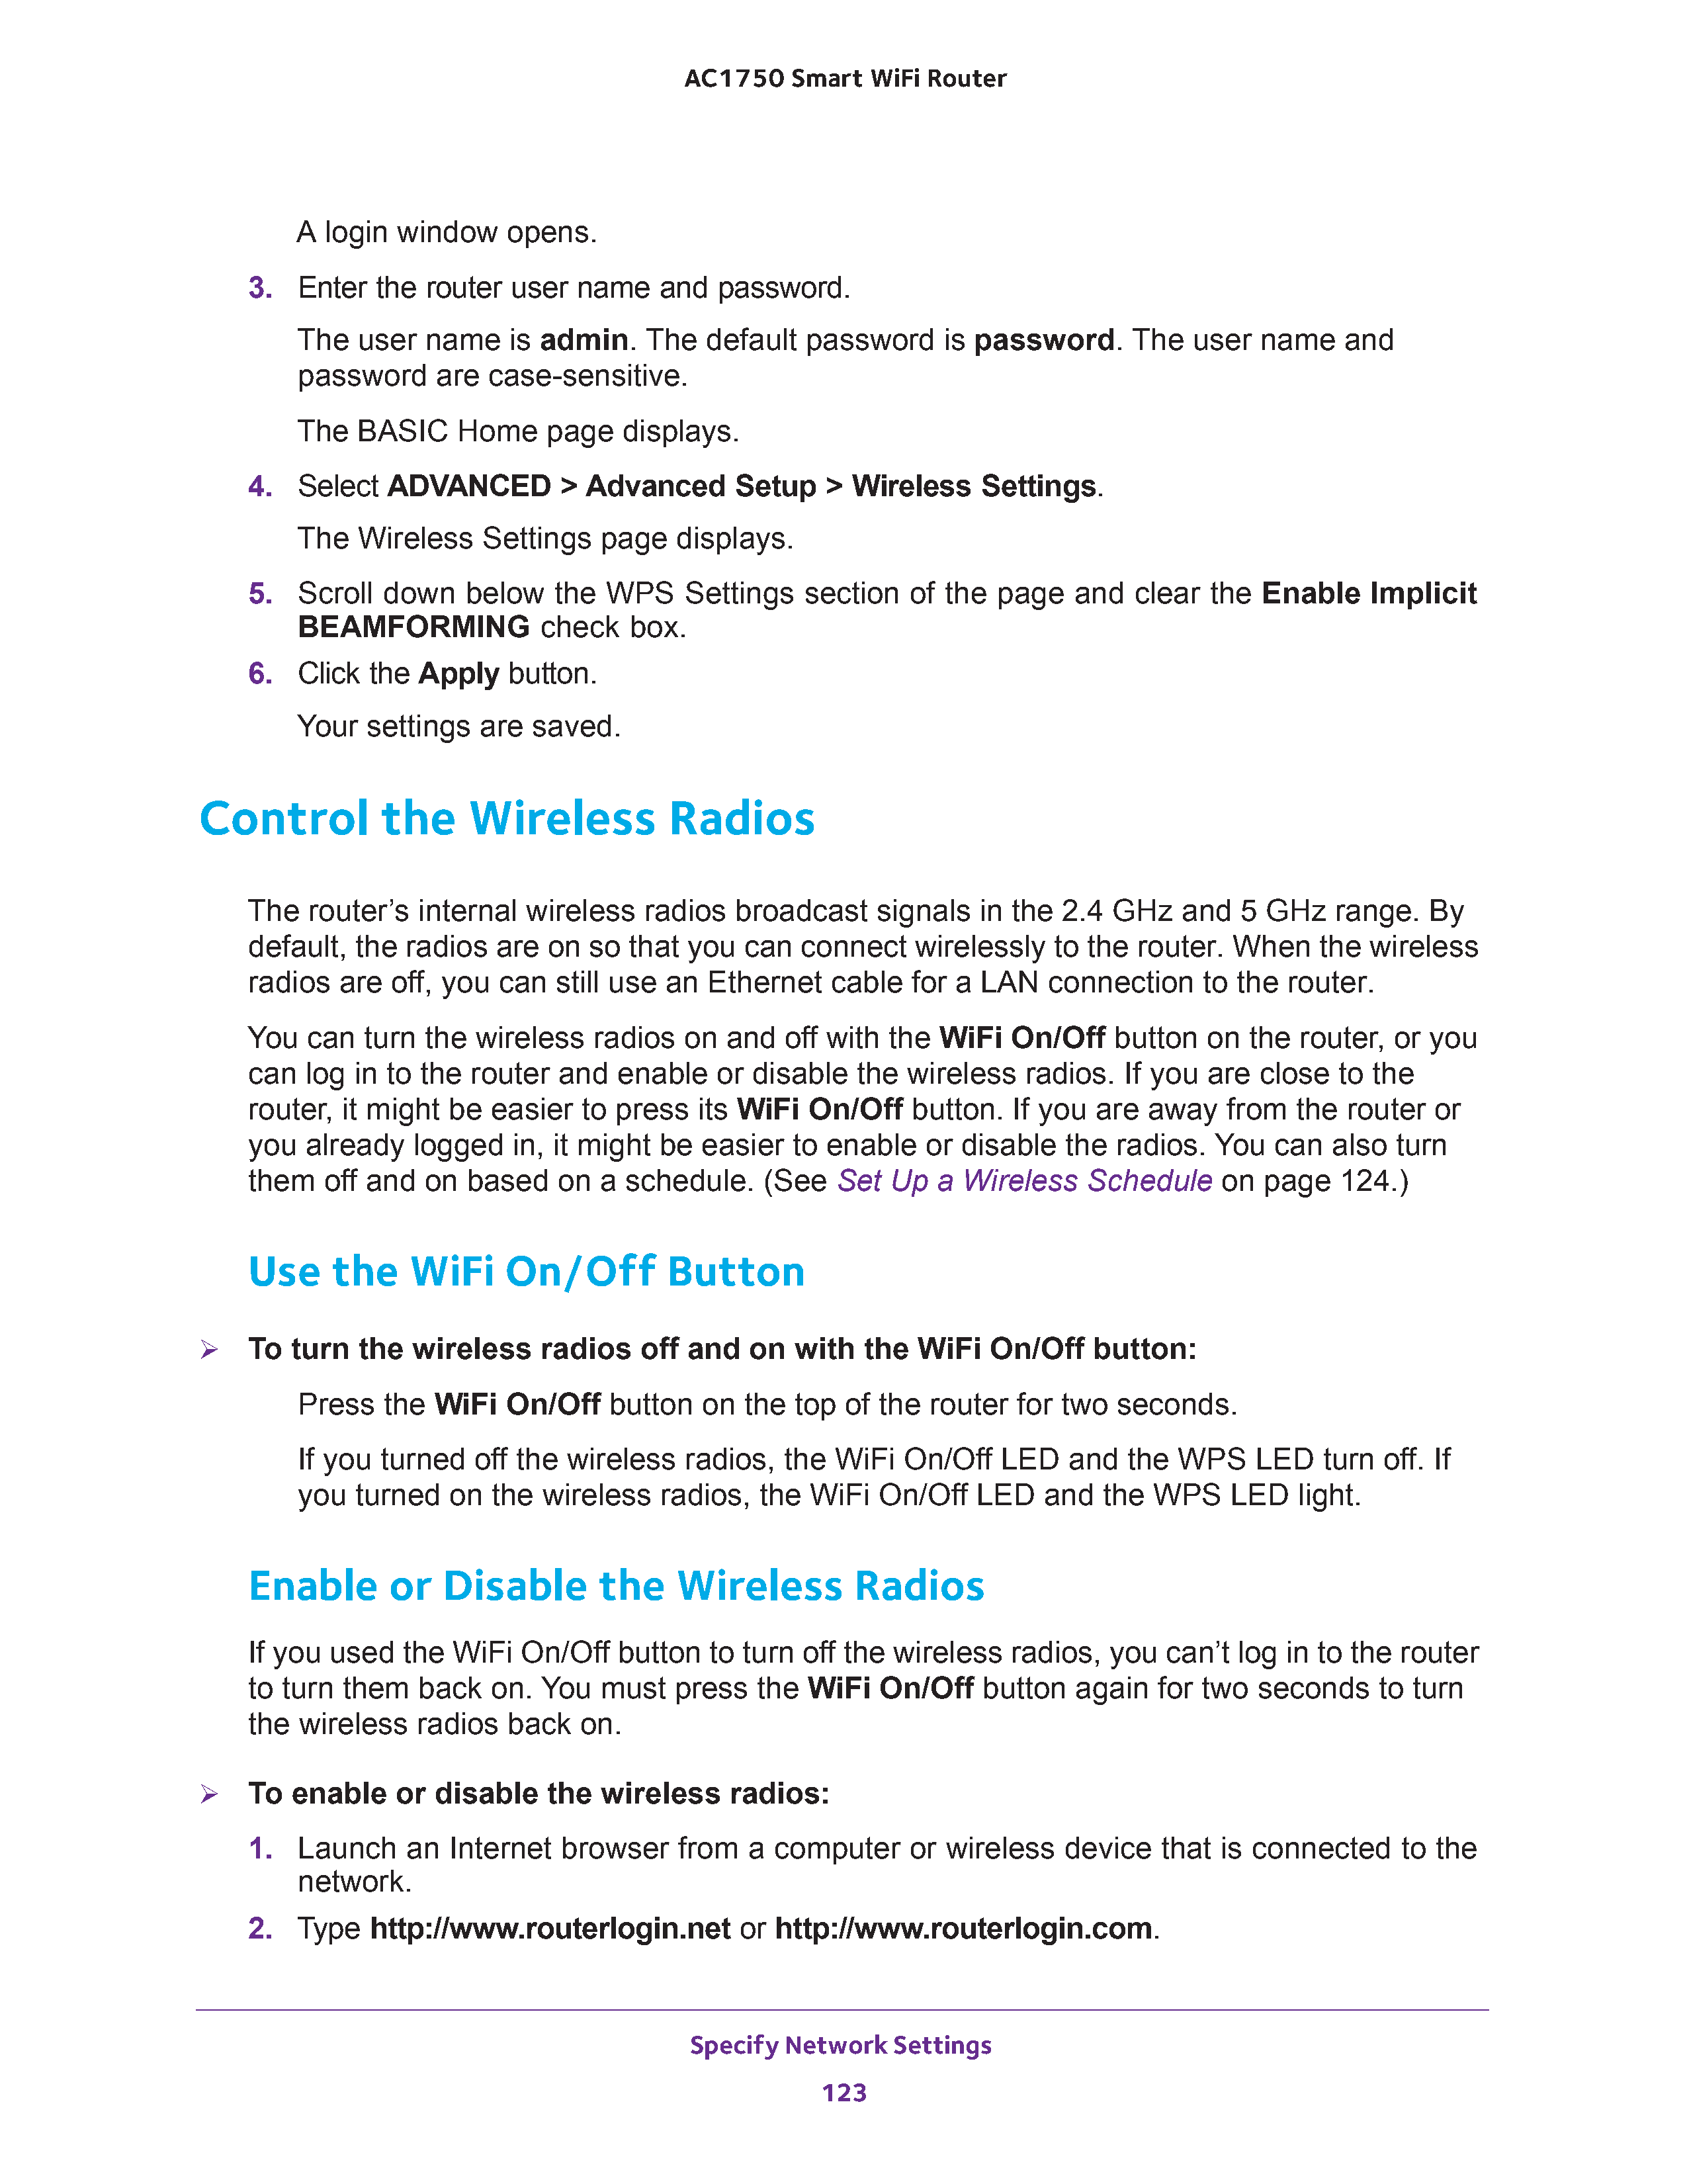 AC1750 Smart WiFi Router
A login window opens.
3. Enter the router user name and password.
The user name is admin. The default password is password. The user name and
password are case-sensitive.
The BASIC Home page displays.
4. Select ADVANCED > Advanced Setup > Wireless Settings.
The Wireless Settings page displays.
5. Scroll down below the WPS Settings section of the page and clear the Enable Implicit
BEAMFORMING check box.
6. Click the Apply button.
Your settings are saved.
Control the Wireless Radios
The router’s internal wireless radios broadcast signals in the 2.4 GHz and 5 GHz range. By
default, the radios are on so that you can connect wirelessly to the router. When the wireless
radios are off, you can still use an Ethernet cable for a LAN connection to the router.
You can turn the wireless radios on and off with the WiFi On/Off button on the router, or you
can log in to the router and enable or disable the wireless radios. If you are close to the
router, it might be easier to press its WiFi On/Off button. If you are away from the router or
you already logged in, it might be easier to enable or disable the radios. You can also turn
them off and on based on a schedule. (See Set Up a Wireless Schedule on page 124.)
Use the WiFi On/Off Button
➢ To turn the wireless radios off and on with the WiFi On/Off button:
Press the WiFi On/Off button on the top of the router for two seconds.
If you turned off the wireless radios, the WiFi On/Off LED and the WPS LED turn off. If
you turned on the wireless radios, the WiFi On/Off LED and the WPS LED light.
Enable or Disable the Wireless Radios
If you used the WiFi On/Off button to turn off the wireless radios, you can’t log in to the router
to turn them back on. You must press the WiFi On/Off button again for two seconds to turn
the wireless radios back on.
➢ To enable or disable the wireless radios:
1. Launch an Internet browser from a computer or wireless device that is connected to the
network.
2. Type http://www.routerlogin.net or http://www.routerlogin.com.
Specify Network Settings
123